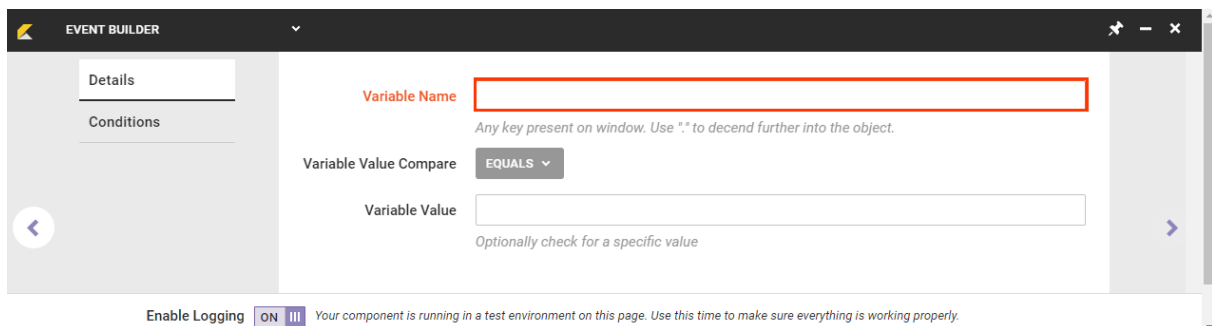 EVENT BUILDER
Details
Conditions
Variable Name
Any key present on window. Use "." to decend further into the object.
Variable Value Compare EQUALS
Variable Value
Optionally check for a specific value
Enable Logging ON Your component is running in a test environment on this page. Use this time to make sure everything is working properly.